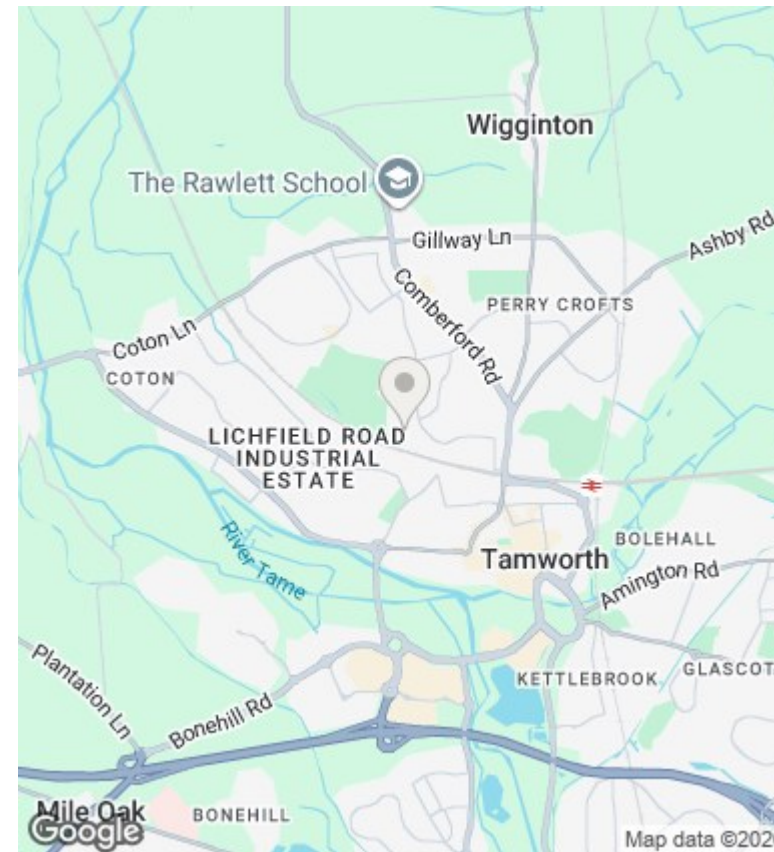 Wigginton
The Rawlett School
Gillway Ln
Ashby Rd
Comberford Rd
PERRY CROFTS
Coton Ln
COTON
LICHFIELD ROAD
INDUSTRIAL
ESTATE
River Tame
Tamworth
BOLEHALL
Amington Rd
Plantation Ln
Bonehill Rd
KETTLEBROOK
GLASCOT
Mile Oak
BONEHILL
Google
Map data ©202